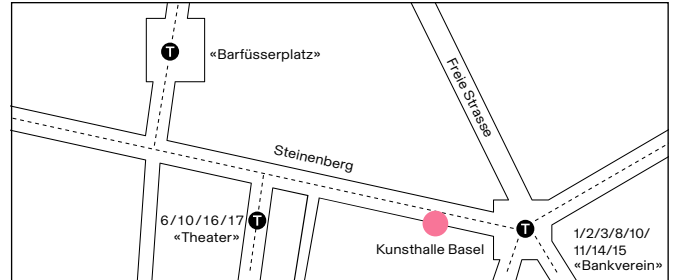 T
«Barfüsserplatz»
Freie Strasse
Steinenberg
6/10/16/17
T
«Theater»
Kunsthalle Basel
T
1/2/3/8/10/
11/14/15
«Bankverein»